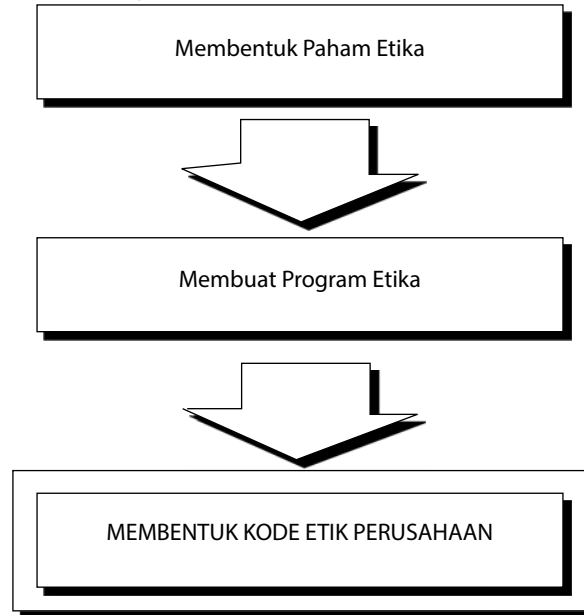 Membentuk Paham Etika
Membuat Program Etika
MEMBENTUK KODE ETIK PERUSAHAAN